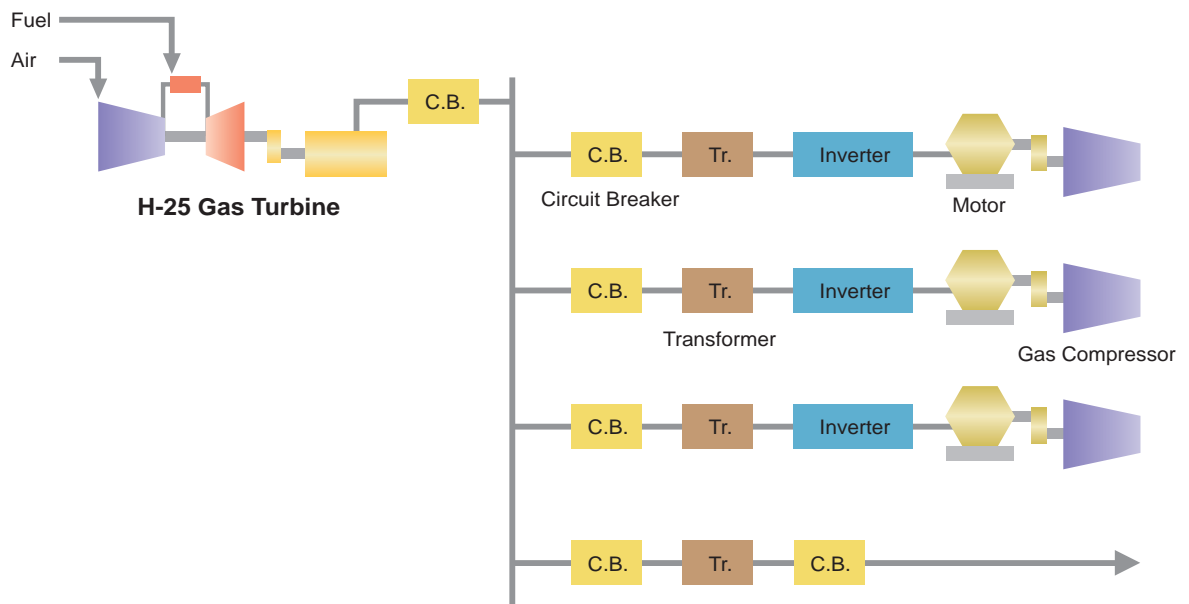 Fuel
Air
C.B.
H-25 Gas Turbine
C.B.
Tr.
Inverter
Circuit Breaker
Motor
C.B.
Tr.
Inverter
Transformer
Gas Compressor
C.B.
Tr.
Inverter
C.B.
Tr.
C.B.